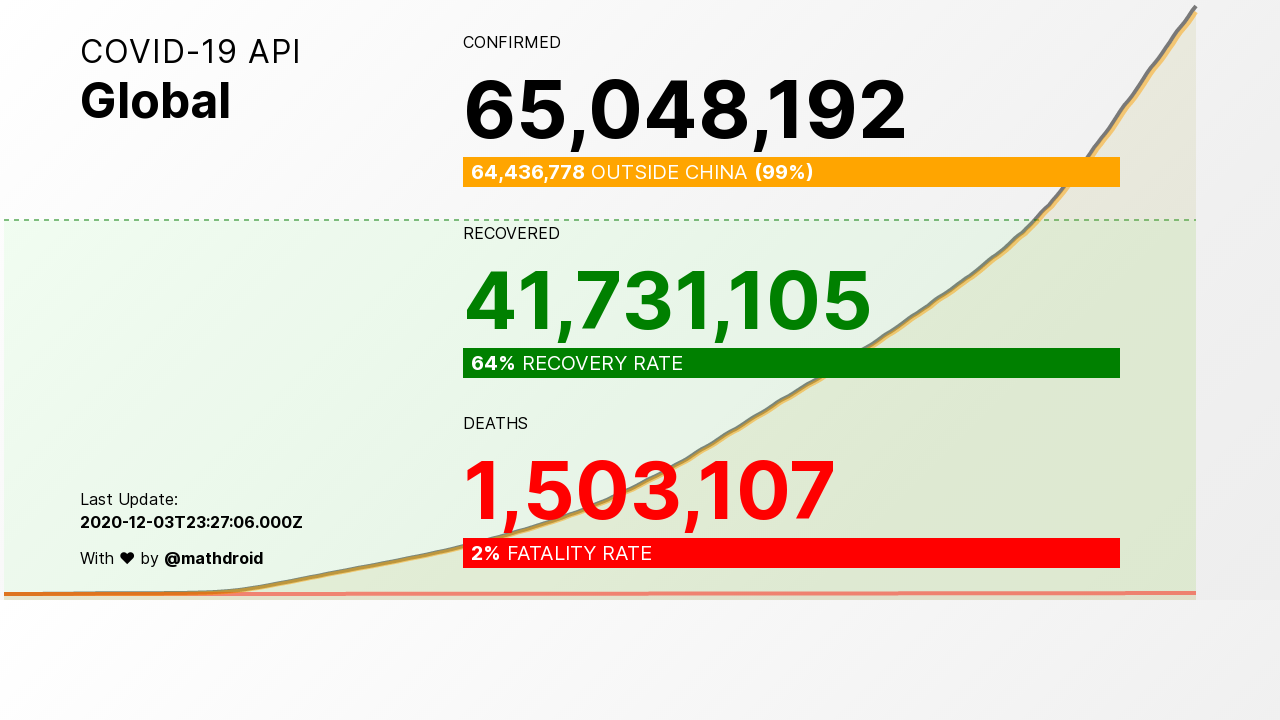 COVID-19 API
Global
CONFIRMED
65,048,192
64,436,778 OUTSIDE CHINA (99%)
RECOVERED
41,731,105
64% RECOVERY RATE
DEATHS
1,503,107
2% FATALITY RATE
Last Update:
2020-12-03T23:27:06.000Z
With ♥ by @mathdroid